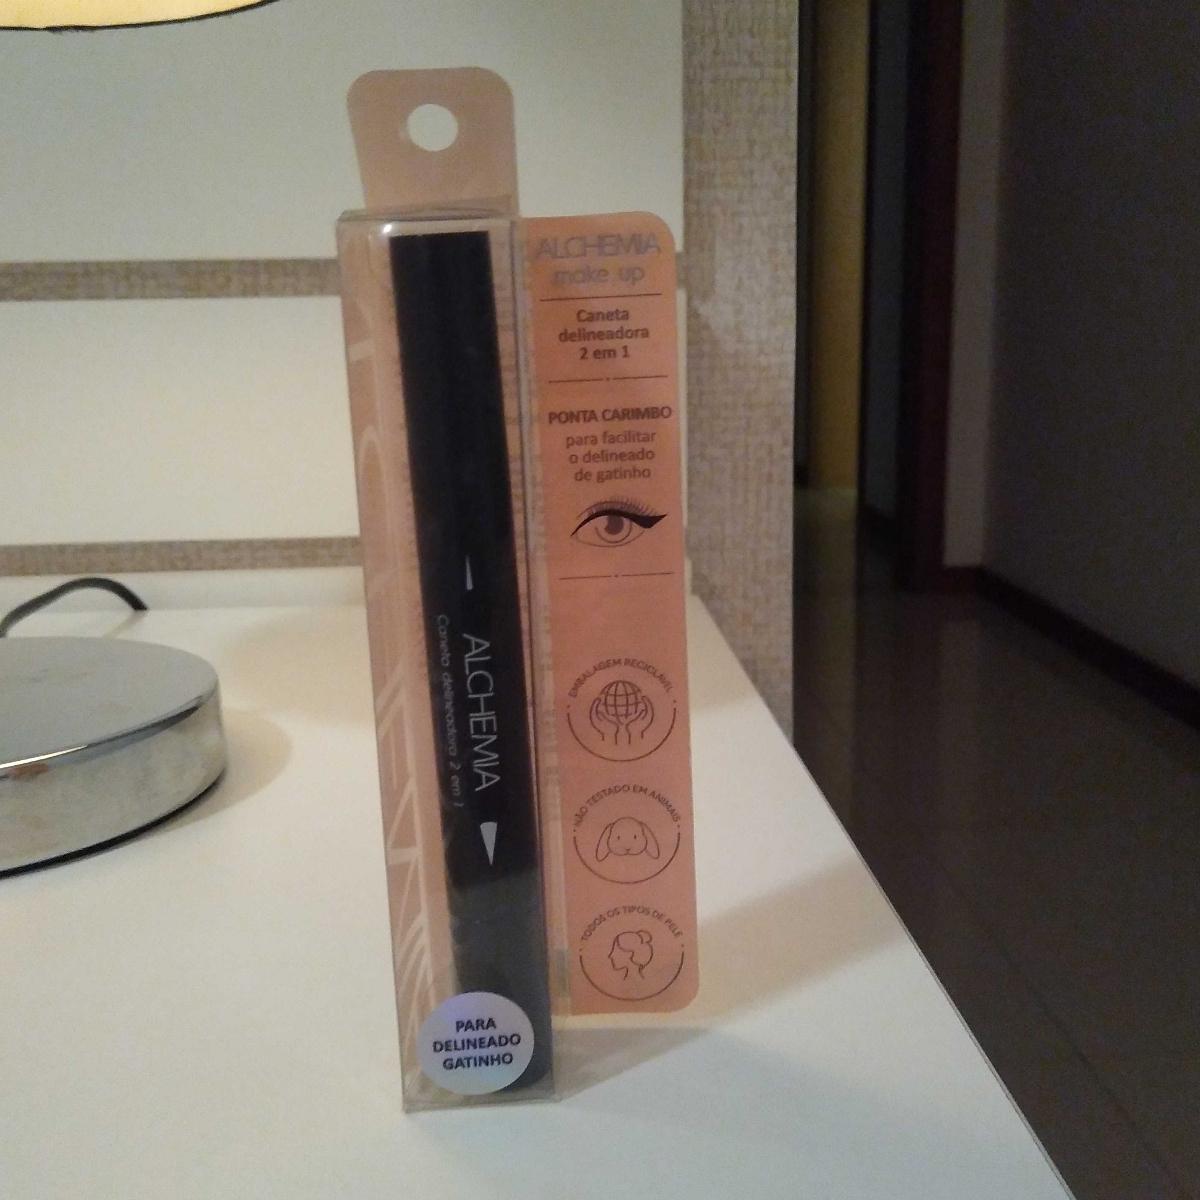 ALCHEMIA
make up
Caneta
delineadora
2 em 1
PONTA CARIMBO
para facilitar
o delineado
de gatinho
EMBALAGEM RECICLÁVEL
NÃO TESTADO EM ANIMAIS
TODOS OS TIPOS DE PELE
ALCHEMIA
Caneta delineadora 2 em 1
ALCHEMIA
PARA
DELINEADO
GATINHO